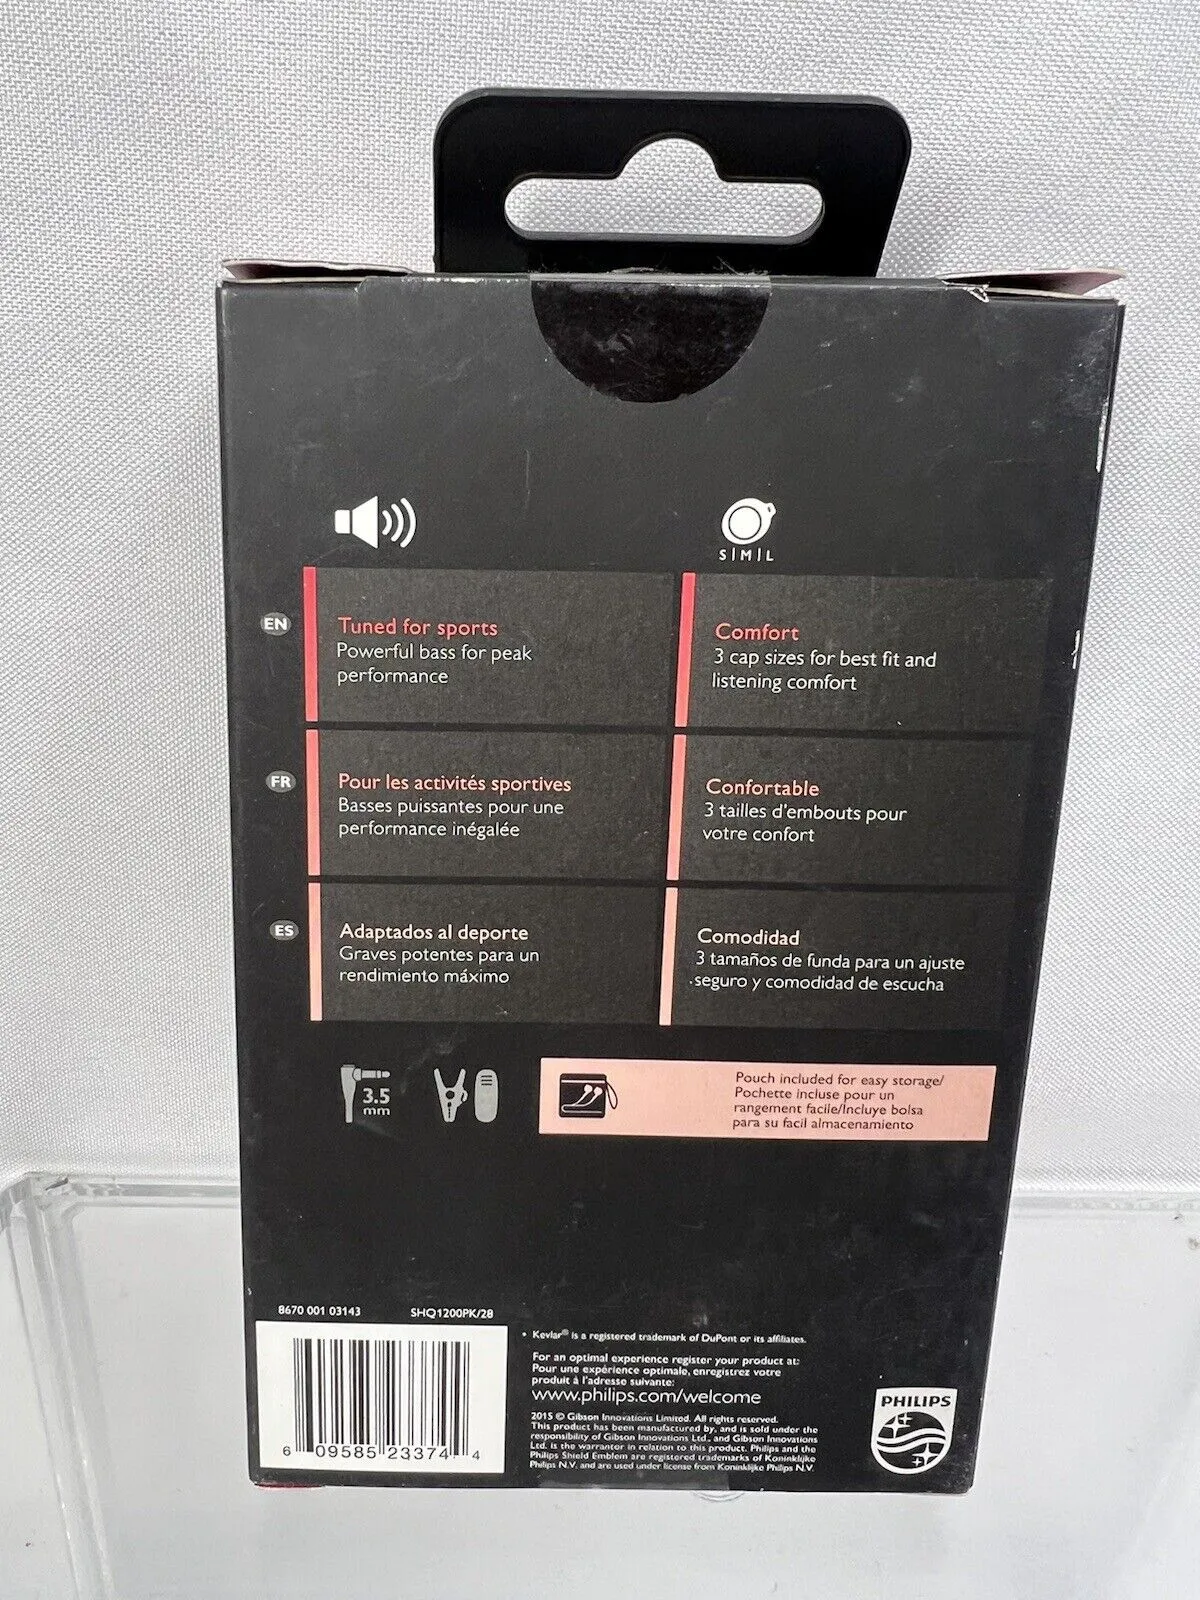 S|M|L
EN
Tuned for sports
Powerful bass for peak
performance
Comfort
3 cap sizes for best fit and
listening comfort
FR
Pour les activités sportives
Basses puissantes pour une
performance inégalée
Confortable
3 tailles d'embouts pour
votre confort
ES
Adaptados al deporte
Graves potentes para un
rendimiento máximo
Comodidad
3 tamaños de funda para un ajuste
seguro y comodidad de escucha
3.5
mm
Pouch included for easy storage/
Pochette incluse pour un
rangement facile/Incluye bolsa
para su facil almacenamiento
8670 001 03143
SHQ1200PK/28
6 09585 23374 4
• Kevlar® is a registered trademark of DuPont or its affiliates.
For an optimal experience register your product at:
Pour une expérience optimale, enregistrez votre
produit à l'adresse suivante:
www.philips.com/welcome
2015 © Gibson Innovations Limited. All rights reserved.
This product has been manufactured by, and is sold under the
responsibility of Gibson Innovations Ltd., and Gibson Innovations
Ltd. is the warrantor in relation to this product. Philips and the
Philips Shield Emblem are registered trademarks of Koninklijke
Philips N.V. and are used under license from Koninklijke Philips N.V.
PHILIPS